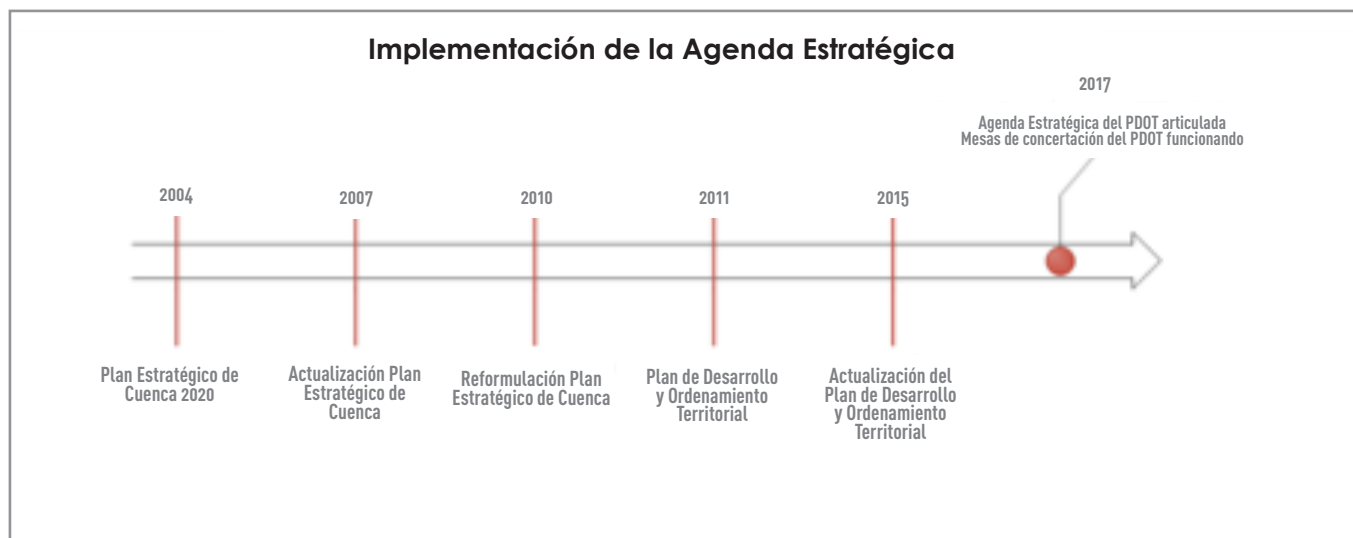 Implementación de la Agenda Estratégica
2017
Agenda Estratégica del PDOT articulada
Mesas de concertación del PDOT funcionando
2004
2007
2010
2011
2015
Plan Estratégico de
Cuenca 2020
Actualización Plan
Estratégico de
Cuenca
Reformulación Plan
Estratégico de Cuenca
Plan de Desarrollo
y Ordenamiento
Territorial
Actualización del
Plan de Desarrollo
y Ordenamiento
Territorial